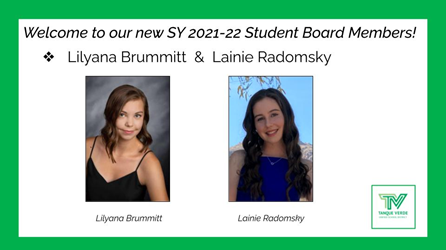 Welcome to our new SY 2021-22 Student Board Members!
❖ Lilyana Brummitt & Lainie Radomsky
Lilyana Brummitt
Lainie Radomsky
TV
TANQUE VERDE